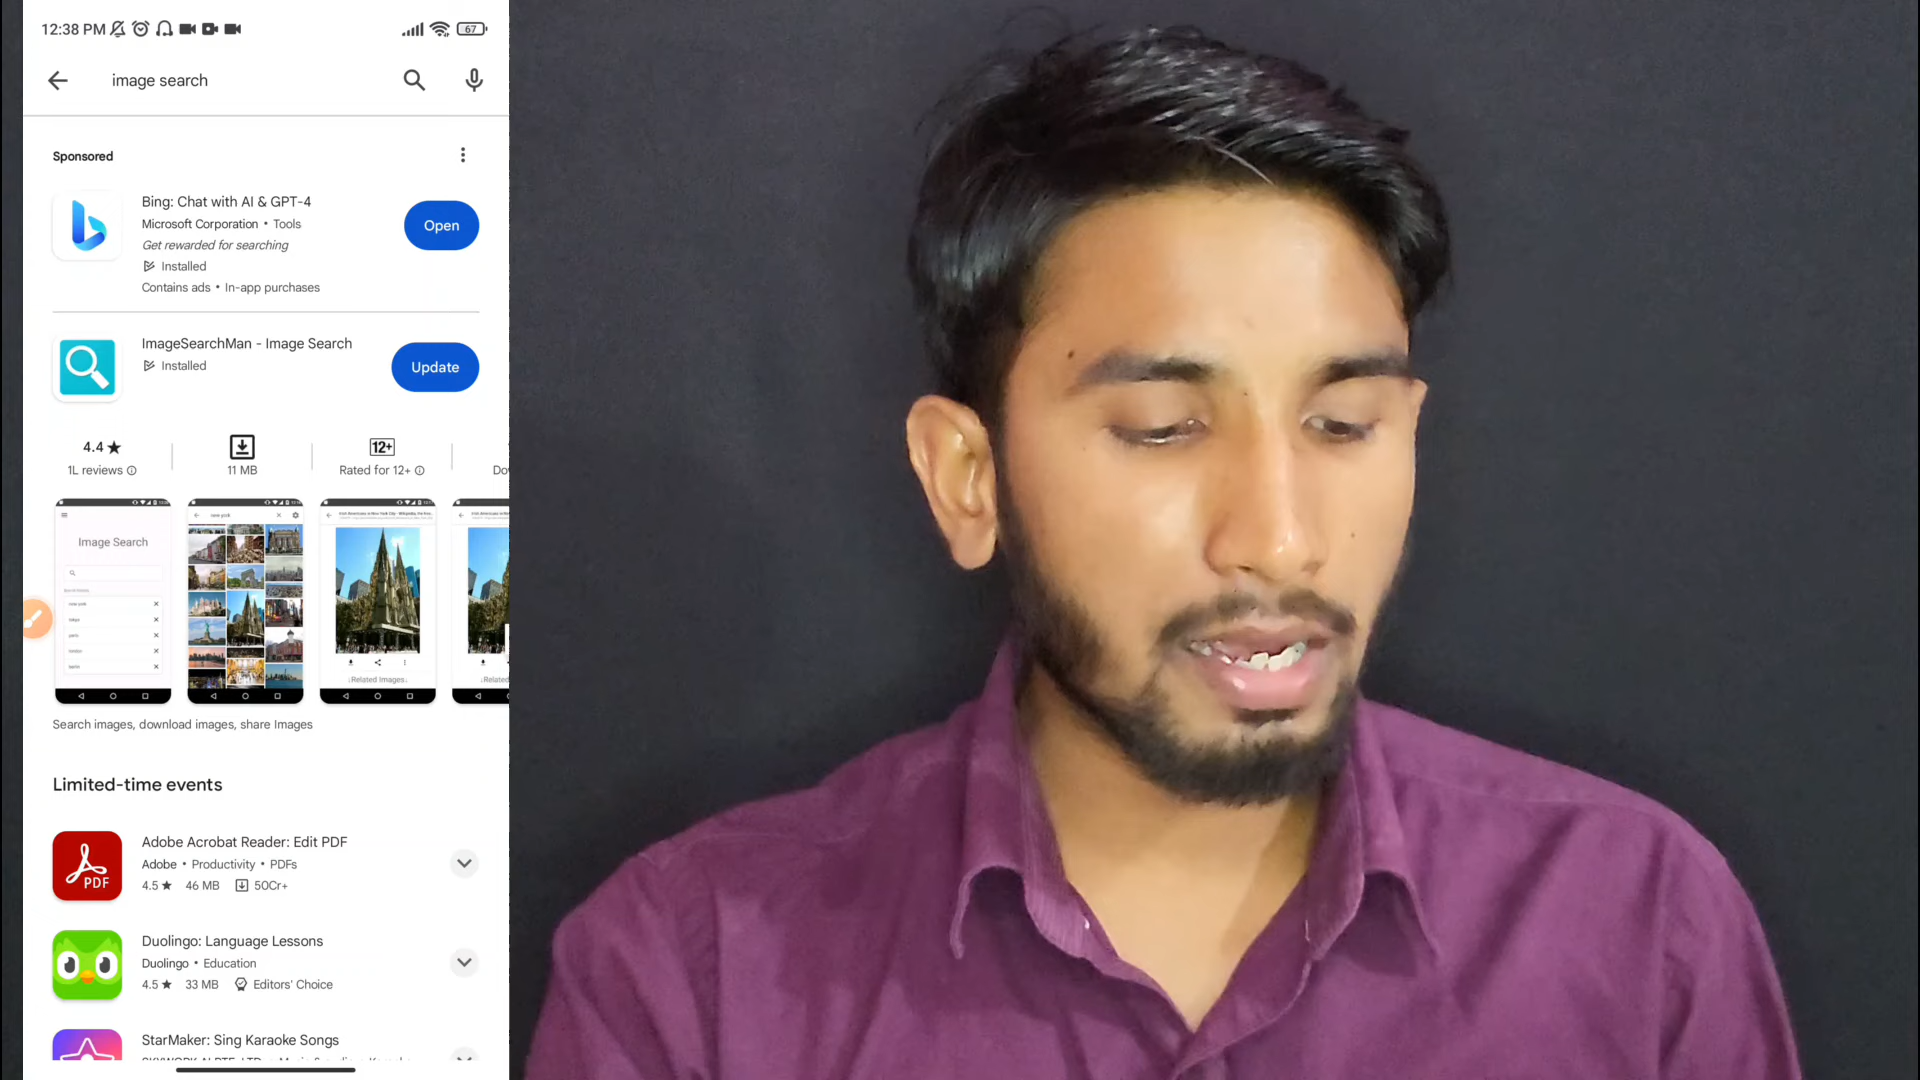 12:38 PM
67
image search
Sponsored
Bing: Chat with AI & GPT-4
Microsoft Corporation • Tools
Get rewarded for searching
Installed
Contains ads • In-app purchases
Open
ImageSearchMan - Image Search
Installed
Update
4.4 ★
1L reviews
11 MB
12+
Rated for 12+
Do
Image Search
new york
Related Images
Search images, download images, share Images
Limited-time events
Adobe Acrobat Reader: Edit PDF
Adobe • Productivity • PDFs
4.5 ★ 46 MB 50Cr+
PDF
Duolingo: Language Lessons
Duolingo • Education
4.5 ★ 33 MB Editors' Choice
StarMaker: Sing Karaoke Songs